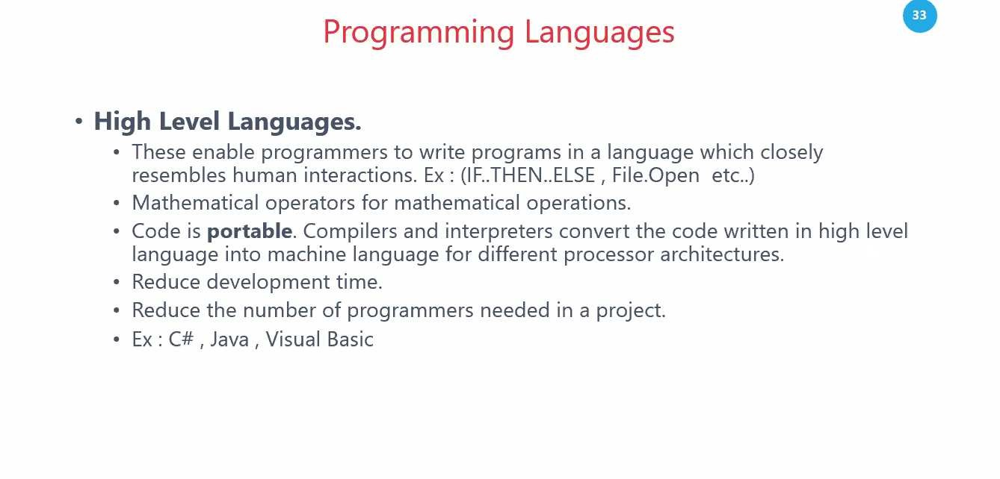 33
Programming Languages
• High Level Languages.
• These enable programmers to write programs in a language which closely
resembles human interactions. Ex : (IF..THEN..ELSE , File.Open  etc..)
• Mathematical operators for mathematical operations.
• Code is portable. Compilers and interpreters convert the code written in high level
language into machine language for different processor architectures.
• Reduce development time.
• Reduce the number of programmers needed in a project.
• Ex : C# , Java , Visual Basic